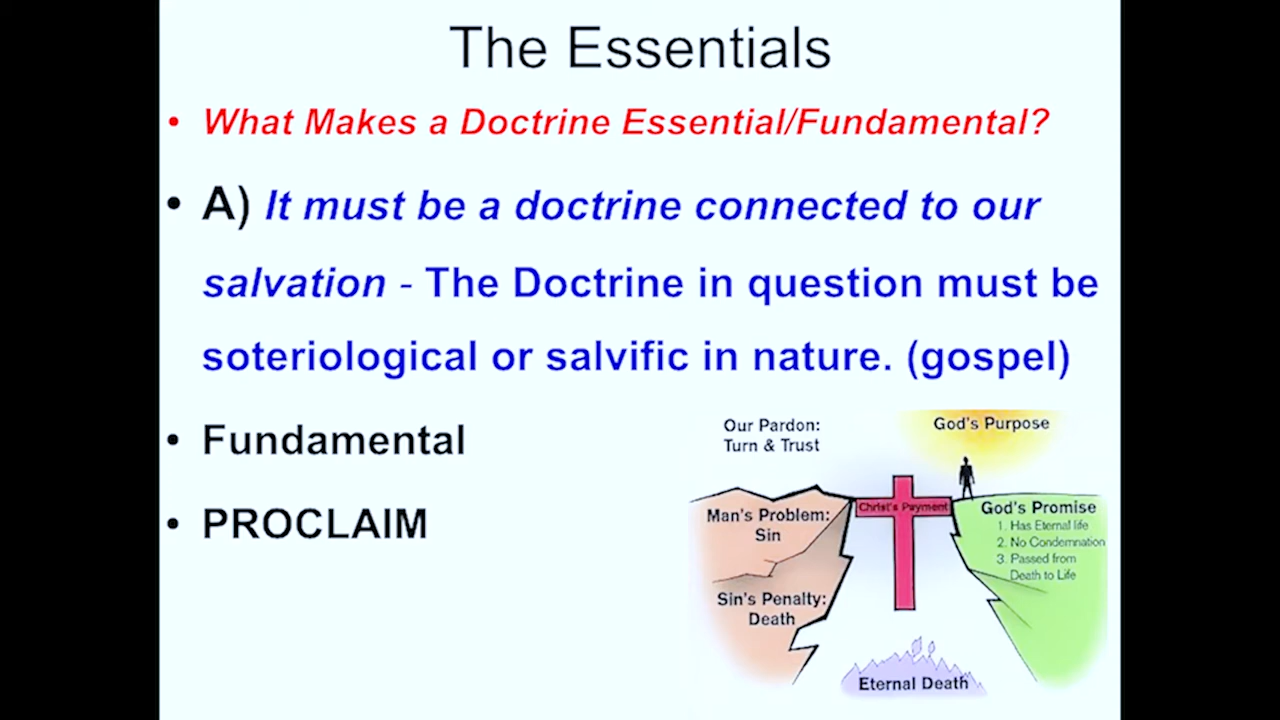 The Essentials
• What Makes a Doctrine Essential/Fundamental?
• A) It must be a doctrine connected to our
salvation - The Doctrine in question must be
soteriological or salvific in nature. (gospel)
• Fundamental
• PROCLAIM
Our Pardon:
Turn & Trust
God's Purpose
Man's Problem:
Sin
Christ's Payment
God's Promise
1. Has Eternal life
2. No Condemnation
3. Passed from
Death to Life
Sin's Penalty:
Death
Eternal Death